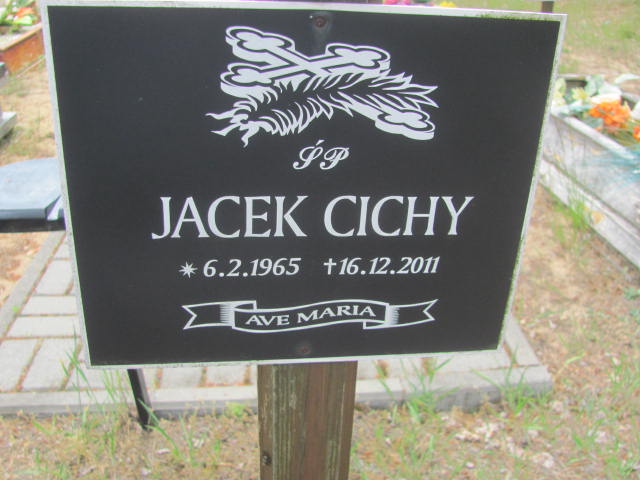 ŚP
JACEK CICHY
* 6.2.1965 † 16.12.2011
AVE MARIA